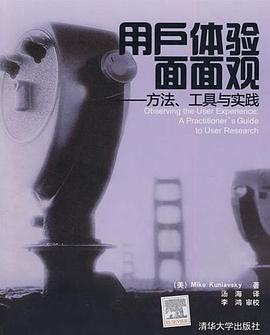 用戶体验
面面观
——方法、工具与实践
Observing the User Experience:
A Practitioner's Guide
to User Research
(美) Mike Kuniavsky 著
汤海 译
李鸿 审校
清华大学出版社